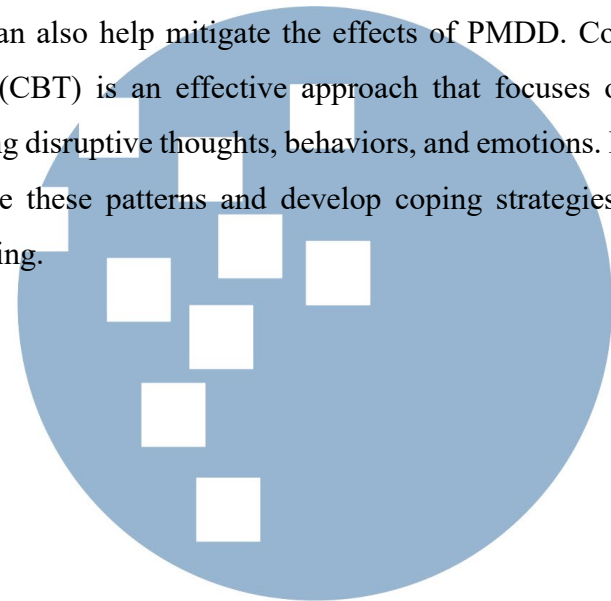 an also help mitigate the effects of PMDD. Co
(CBT) is an effective approach that focuses o
ng disruptive thoughts, behaviors, and emotions.
e these patterns and develop coping strategies
ing.